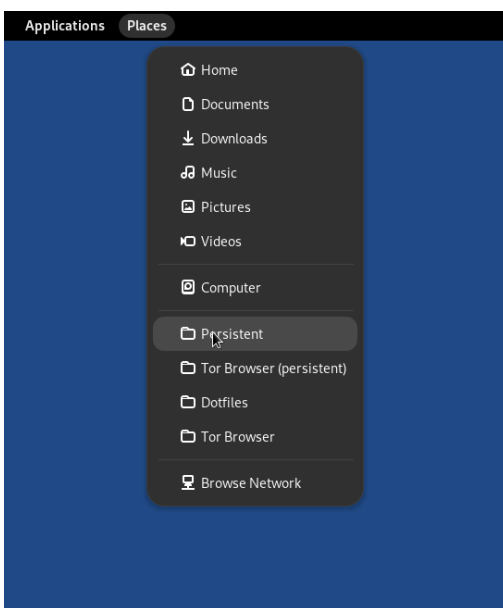 Applications Places
Home
Documents
Downloads
Music
Pictures
Videos
Computer
Persistent
Tor Browser (persistent)
Dotfiles
Tor Browser
Browse Network